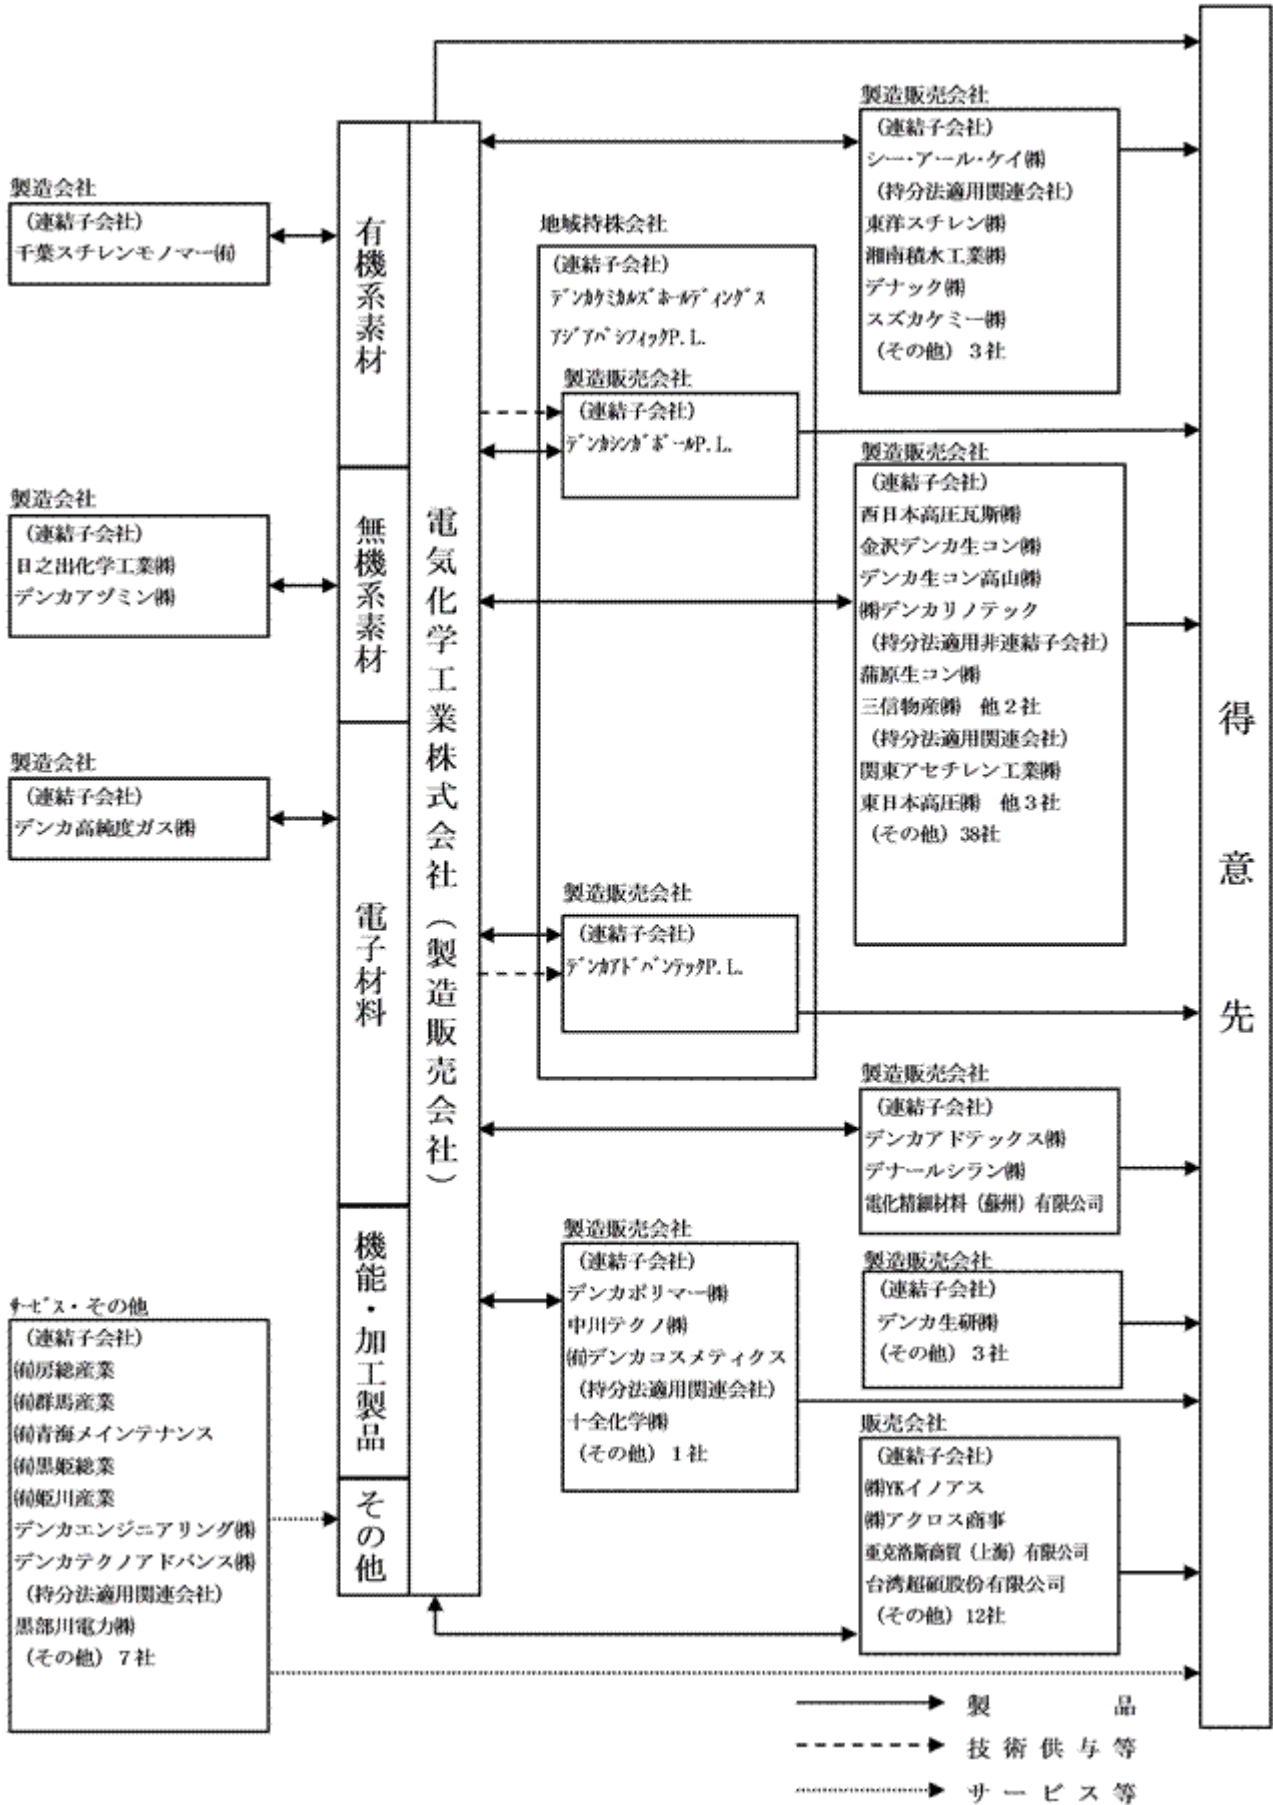 製造会社
(連結子会社)
千葉スチレンモノマー㈲
製造会社
(連結子会社)
日之出化学工業㈱
デンカアヅミン㈱
製造会社
(連結子会社)
デンカ高純度ガス㈱
ｻｰﾋﾞｽ・その他
(連結子会社)
㈲房総産業
㈲群馬産業
㈲青海メインテナンス
㈲黒姫総業
㈲姫川産業
デンカエンジニアリング㈱
デンカテクノアドバンス㈱
(持分法適用関連会社)
黒部川電力㈱
(その他) 7社
有機系素材
無機系素材
電子材料
機能・加工製品
その他
電気化学工業株式会社(製造販売会社)
地域持株会社
(連結子会社)
ﾃﾞﾝｶｹﾐｶﾙｽﾞﾎｰﾙﾃﾞｨﾝｸﾞｽ
ｱｼﾞｱﾊﾟｼﾌｨｯｸP.L.
製造販売会社
(連結子会社)
ﾃﾞﾝｶｼﾝｶﾞﾎﾟｰﾙP.L.
製造販売会社
(連結子会社)
ﾃﾞﾝｶｱﾄﾞﾊﾞﾝﾃｯｸP.L.
製造販売会社
(連結子会社)
デンカポリマー㈱
中川テクノ㈱
㈲デンカコスメティクス
(持分法適用関連会社)
十全化学㈱
(その他) 1社
製造販売会社
(連結子会社)
シー・アール・ケイ㈱
(持分法適用関連会社)
東洋スチレン㈱
湘南積水工業㈱
デナック㈱
スズカケミー㈱
(その他) 3社
製造販売会社
(連結子会社)
西日本高圧瓦斯㈱
金沢デンカ生コン㈱
デンカ生コン高山㈱
㈱デンカリノテック
(持分法適用非連結子会社)
蒲原生コン㈱
三信物産㈱ 他2社
(持分法適用関連会社)
関東アセチレン工業㈱
東日本高圧㈱ 他3社
(その他) 38社
製造販売会社
(連結子会社)
デンカアドテックス㈱
デナールシラン㈱
電化精細材料(蘇州)有限公司
製造販売会社
(連結子会社)
デンカ生研㈱
(その他) 3社
販売会社
(連結子会社)
㈱YKイノアス
㈱アクロス商事
亜克洛斯商貿(上海)有限公司
台湾超碩股份有限公司
(その他) 12社
得意先
製品
技術供与等
サービス等